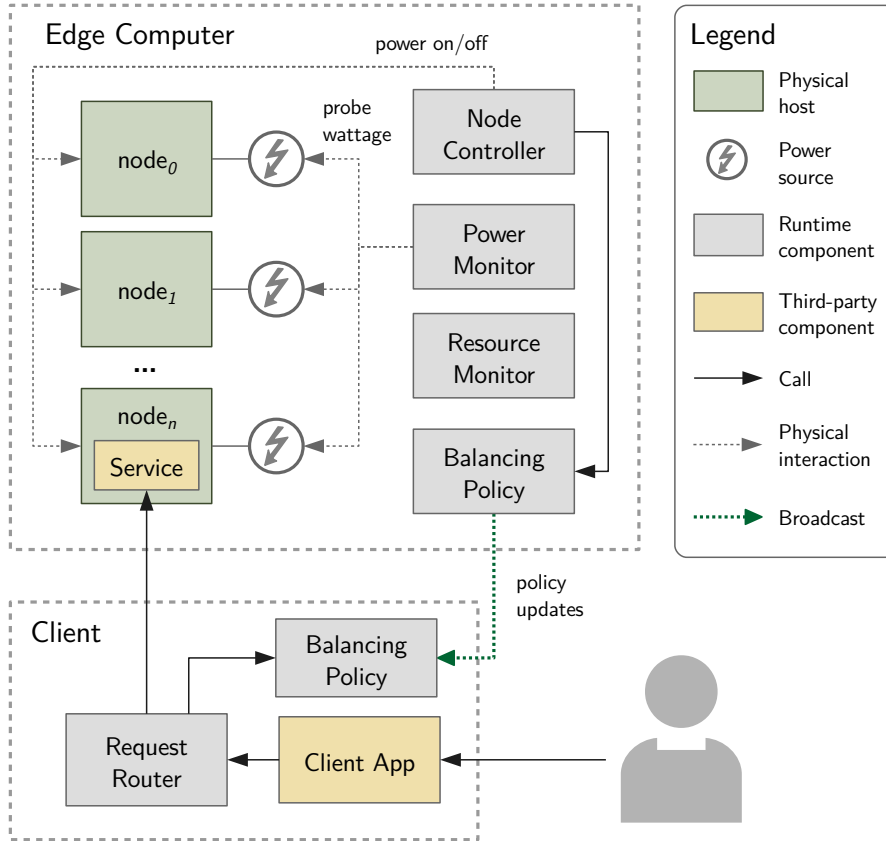 Edge Computer
power on/off
probe
wattage
node0
node1
...
noden
Service
Node
Controller
Power
Monitor
Resource
Monitor
Balancing
Policy
policy
updates
Client
Balancing
Policy
Request
Router
Client App
Legend
Physical
host
Power
source
Runtime
component
Third-party
component
Call
Physical
interaction
Broadcast